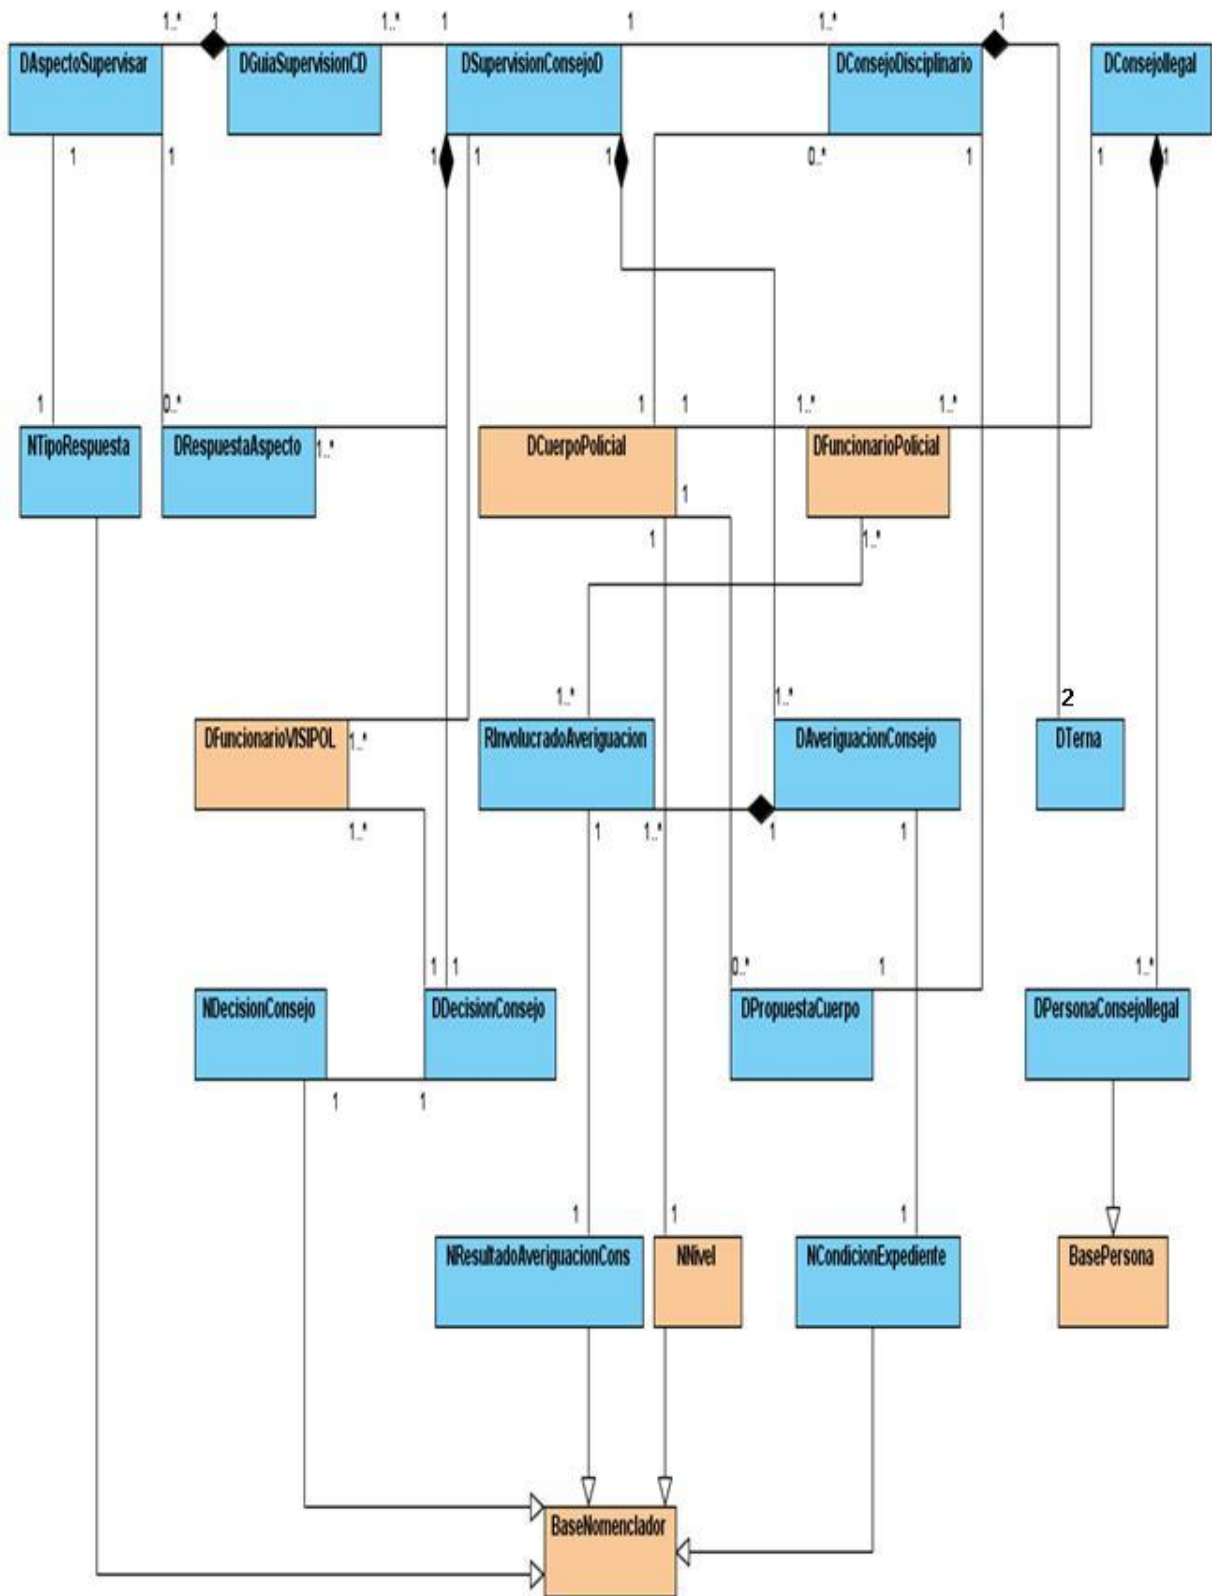 1..* 1 1..* 1 1 1..* 1
DAspectoSupervisar DGuiaSupervisionCD DSupervisionConsejoD DConsejoDisciplinario DConsejoIlegal
1 1 1 1 1 0..* 1 1 1
1 0..* 1 1 1..* 1..*
NTipoRespuesta DRespuestaAspecto 1..* DCuerpoPolicial DFuncionarioPolicial
1
1 1..*
1..* 1..* 2
DFuncionarioVISIPOL 1..* RInvolucradoAveriguacion DAveriguacionConsejo DTerna
1..* 1 1..* 1 1
1 1 0..* 1 1..*
NDecisionConsejo DDecisionConsejo DPropuestaCuerpo DPersonaConsejoIlegal
1 1
1 1 1
NResultadoAveriguacionCons NNivel NCondicionExpediente BasePersona
BaseNomenclador